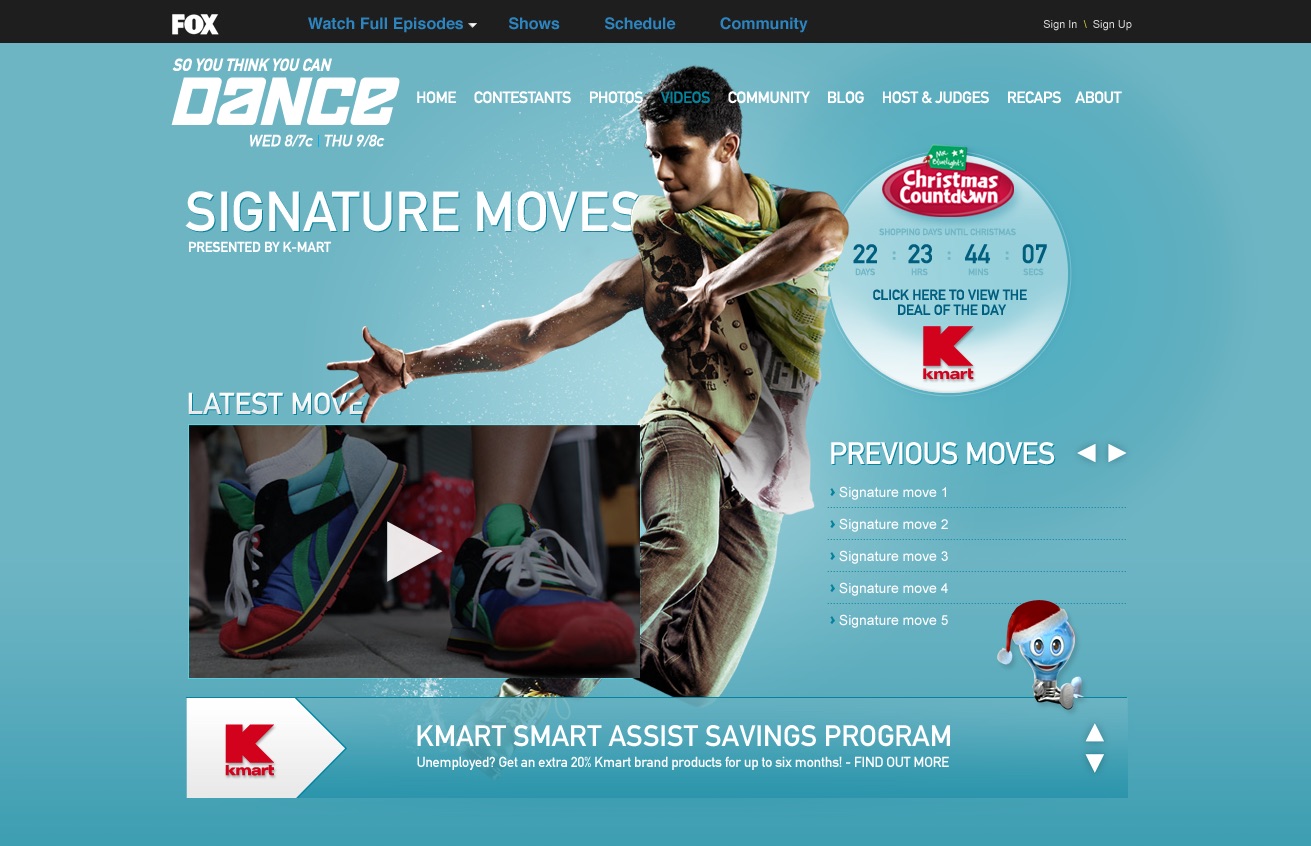 FOX
Watch Full Episodes
Shows
Schedule
Community
Sign In \ Sign Up
SO YOU THINK YOU CAN
DANCE
WED 8/7c | THU 9/8c
HOME
CONTESTANTS
PHOTOS
VIDEOS
COMMUNITY
BLOG
HOST & JUDGES
RECAPS
ABOUT
SIGNATURE MOVES
PRESENTED BY K-MART
Mr. Bluelight's
Christmas
Countdown
SHOPPING DAYS UNTIL CHRISTMAS
22 : 23 : 44 : 07
DAYS HRS MINS SECS
CLICK HERE TO VIEW THE
DEAL OF THE DAY
K
kmart
LATEST MOVE
PREVIOUS MOVES
Signature move 1
Signature move 2
Signature move 3
Signature move 4
Signature move 5
K
kmart
KMART SMART ASSIST SAVINGS PROGRAM
Unemployed? Get an extra 20% Kmart brand products for up to six months! - FIND OUT MORE